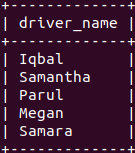 +-------------+
| driver_name |
+-------------+
| Iqbal       |
| Samantha    |
| Parul       |
| Megan       |
| Samara      |
+-------------+